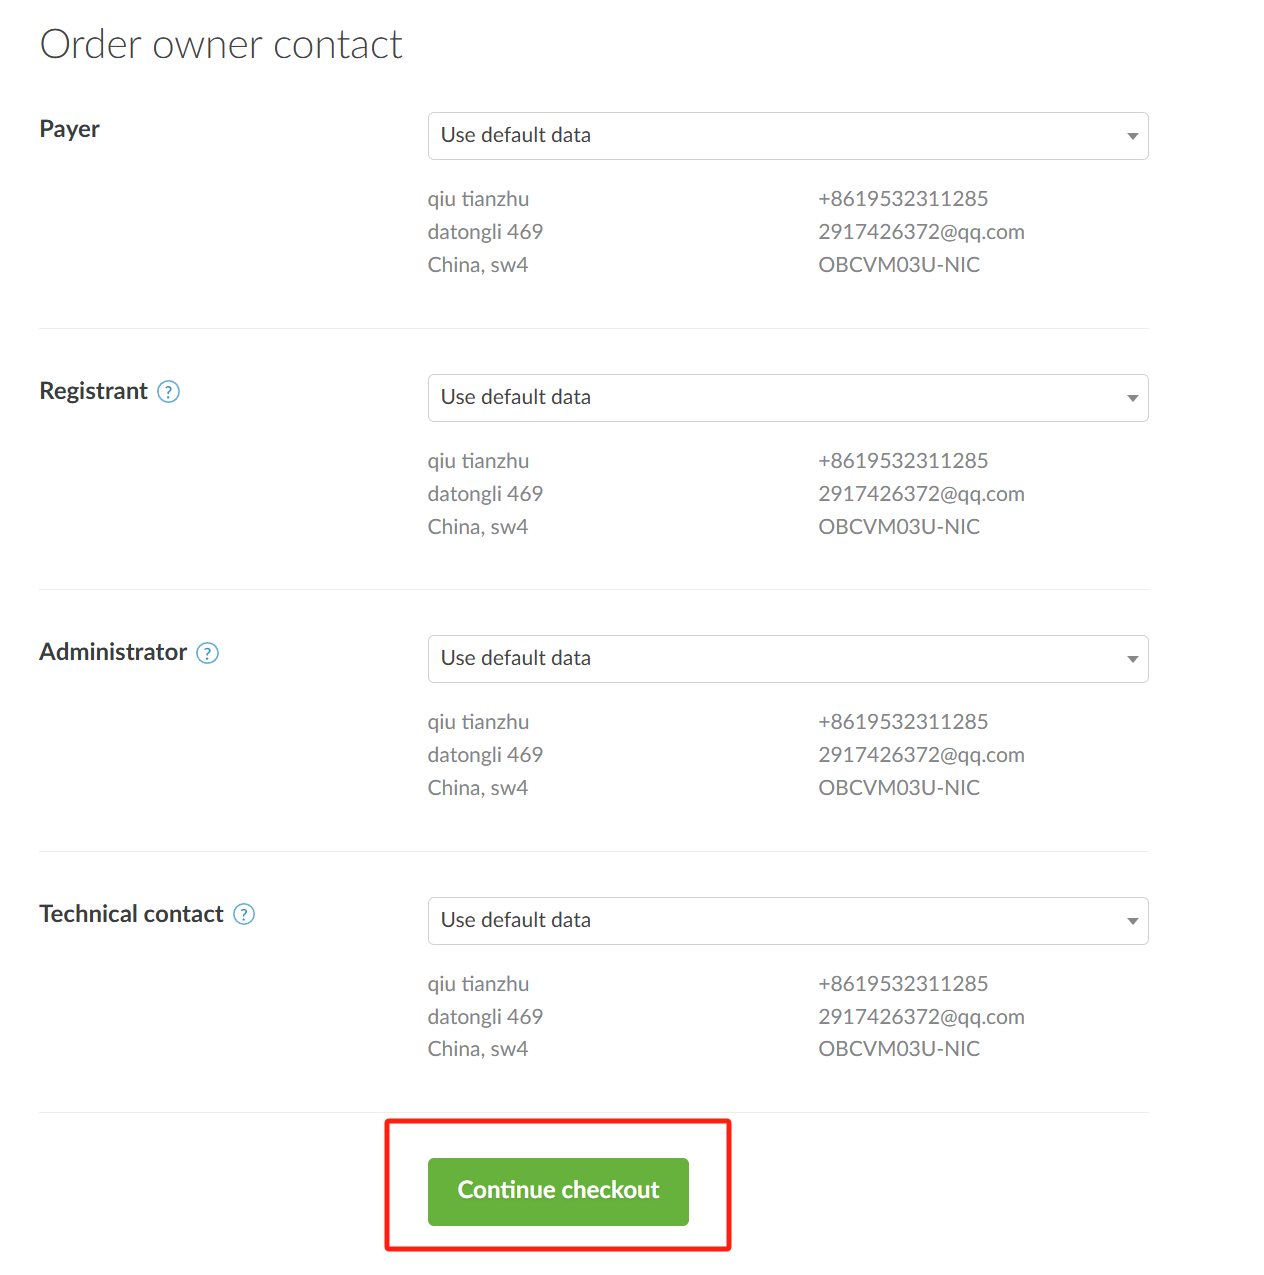 Order owner contact
Payer
Use default data
qiu tianzhu +8619532311285
datongli 469 2917426372@qq.com
China, sw4 OBCVM03U-NIC
Registrant ?
Use default data
qiu tianzhu +8619532311285
datongli 469 2917426372@qq.com
China, sw4 OBCVM03U-NIC
Administrator ?
Use default data
qiu tianzhu +8619532311285
datongli 469 2917426372@qq.com
China, sw4 OBCVM03U-NIC
Technical contact ?
Use default data
qiu tianzhu +8619532311285
datongli 469 2917426372@qq.com
China, sw4 OBCVM03U-NIC
Continue checkout